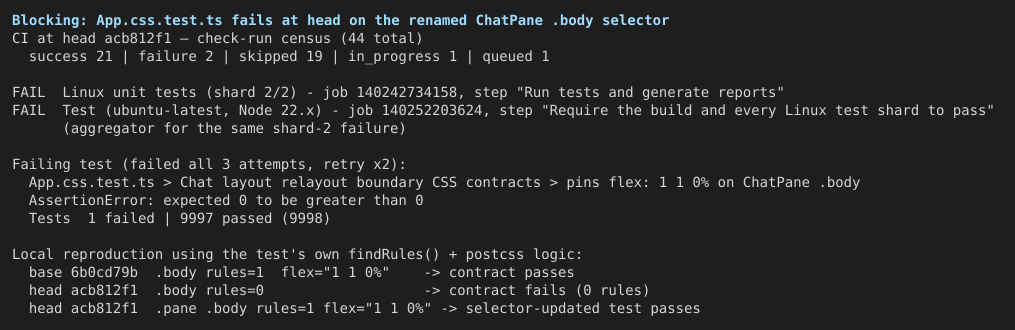 Blocking: App.css.test.ts fails at head on the renamed ChatPane .body selector
CI at head acb812f1 — check-run census (44 total)
success 21 | failure 2 | skipped 19 | in_progress 1 | queued 1
FAIL  Linux unit tests (shard 2/2) - job 140242734158, step "Run tests and generate reports"
FAIL  Test (ubuntu-latest, Node 22.x) - job 140252203624, step "Require the build and every Linux test shard to pass"
(aggregator for the same shard-2 failure)
Failing test (failed all 3 attempts, retry x2):
App.css.test.ts > Chat layout relayout boundary CSS contracts > pins flex: 1 1 0% on ChatPane .body
AssertionError: expected 0 to be greater than 0
Tests  1 failed | 9997 passed (9998)
Local reproduction using the test's own findRules() + postcss logic:
base 6b0cd79b  .body rules=1  flex="1 1 0%"    -> contract passes
head acb812f1  .body rules=0                   -> contract fails (0 rules)
head acb812f1  .pane .body rules=1 flex="1 1 0%" -> selector-updated test passes